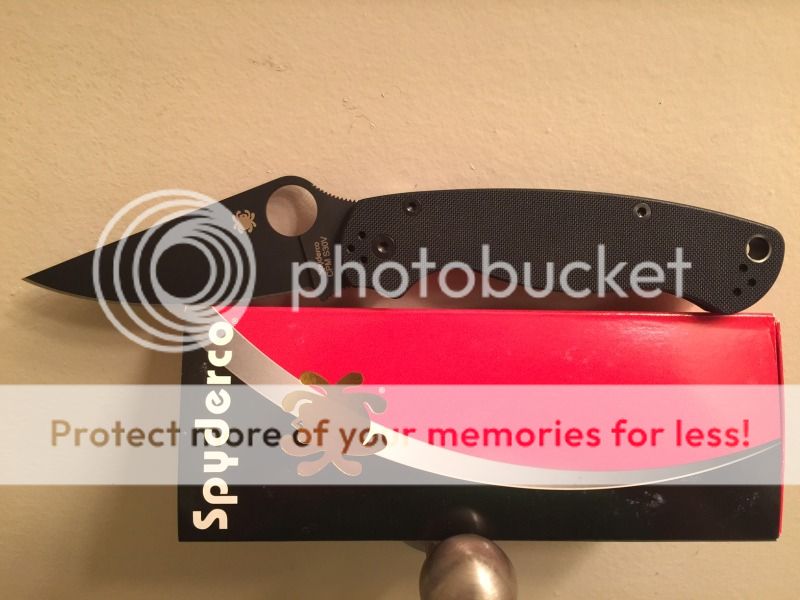 Spyderco
CPM S30V
photobucket
Spyderco®
Protect more of your memories for less!